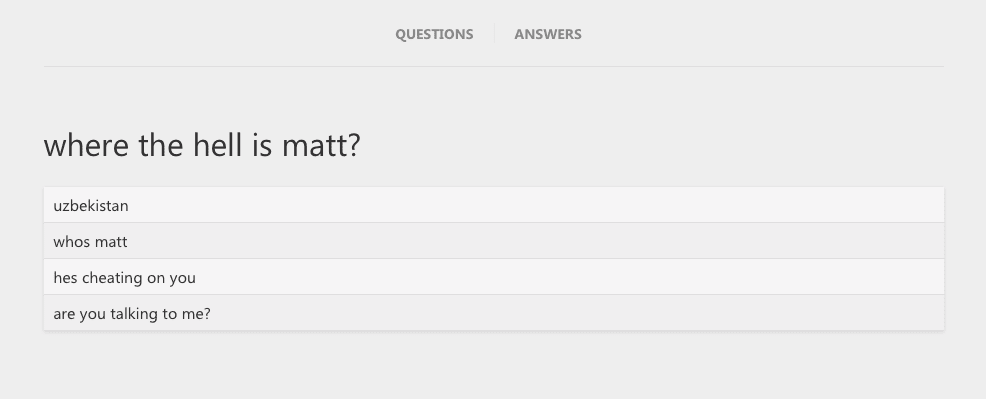 QUESTIONS ANSWERS
where the hell is matt?
uzbekistan
whos matt
hes cheating on you
are you talking to me?